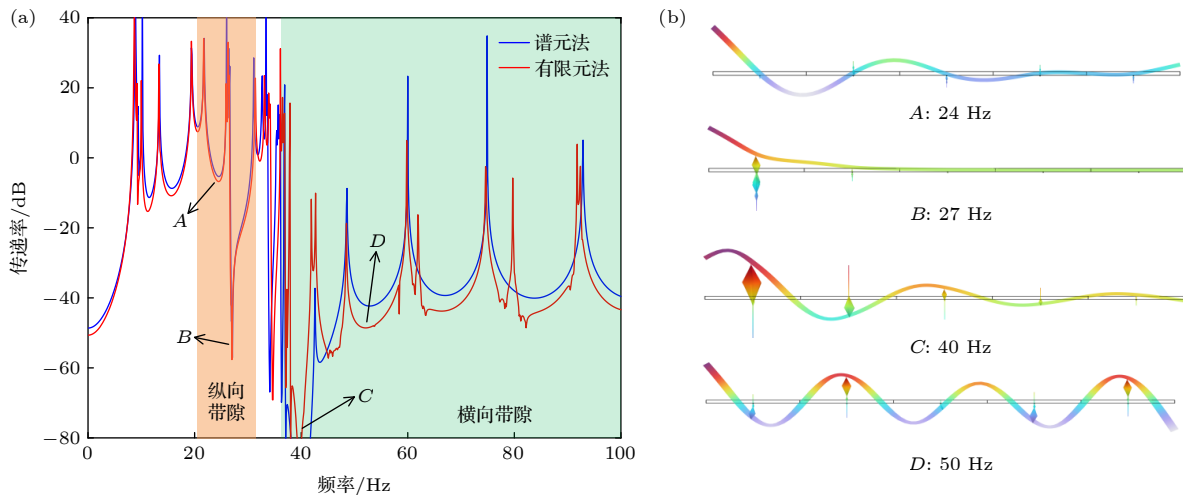 (a)
40
20
0
−20
−40
−60
−80
传递率/dB
谱元法
有限元法
A
B
C
D
纵向
带隙
横向带隙
0
20
40
60
80
100
频率/Hz
(b)
A: 24 Hz
B: 27 Hz
C: 40 Hz
D: 50 Hz